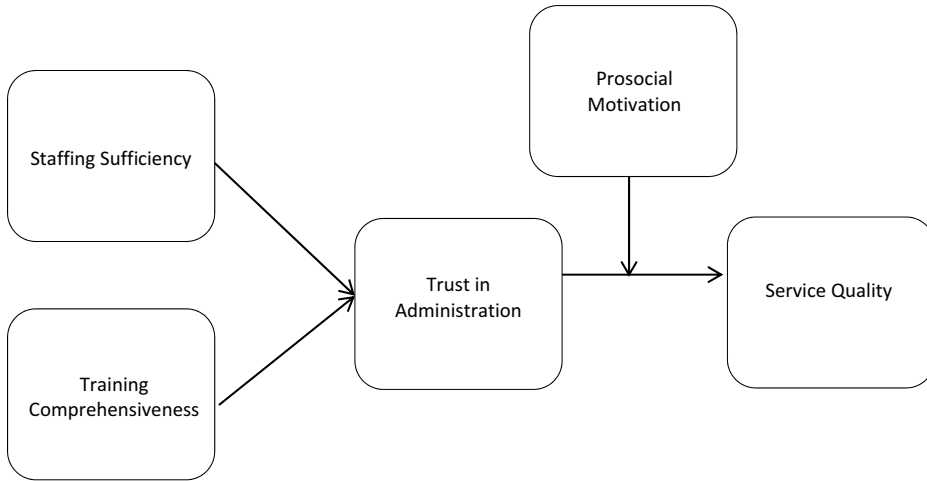 Prosocial
Motivation
Staffing Sufficiency
Trust in
Administration
Service Quality
Training
Comprehensiveness